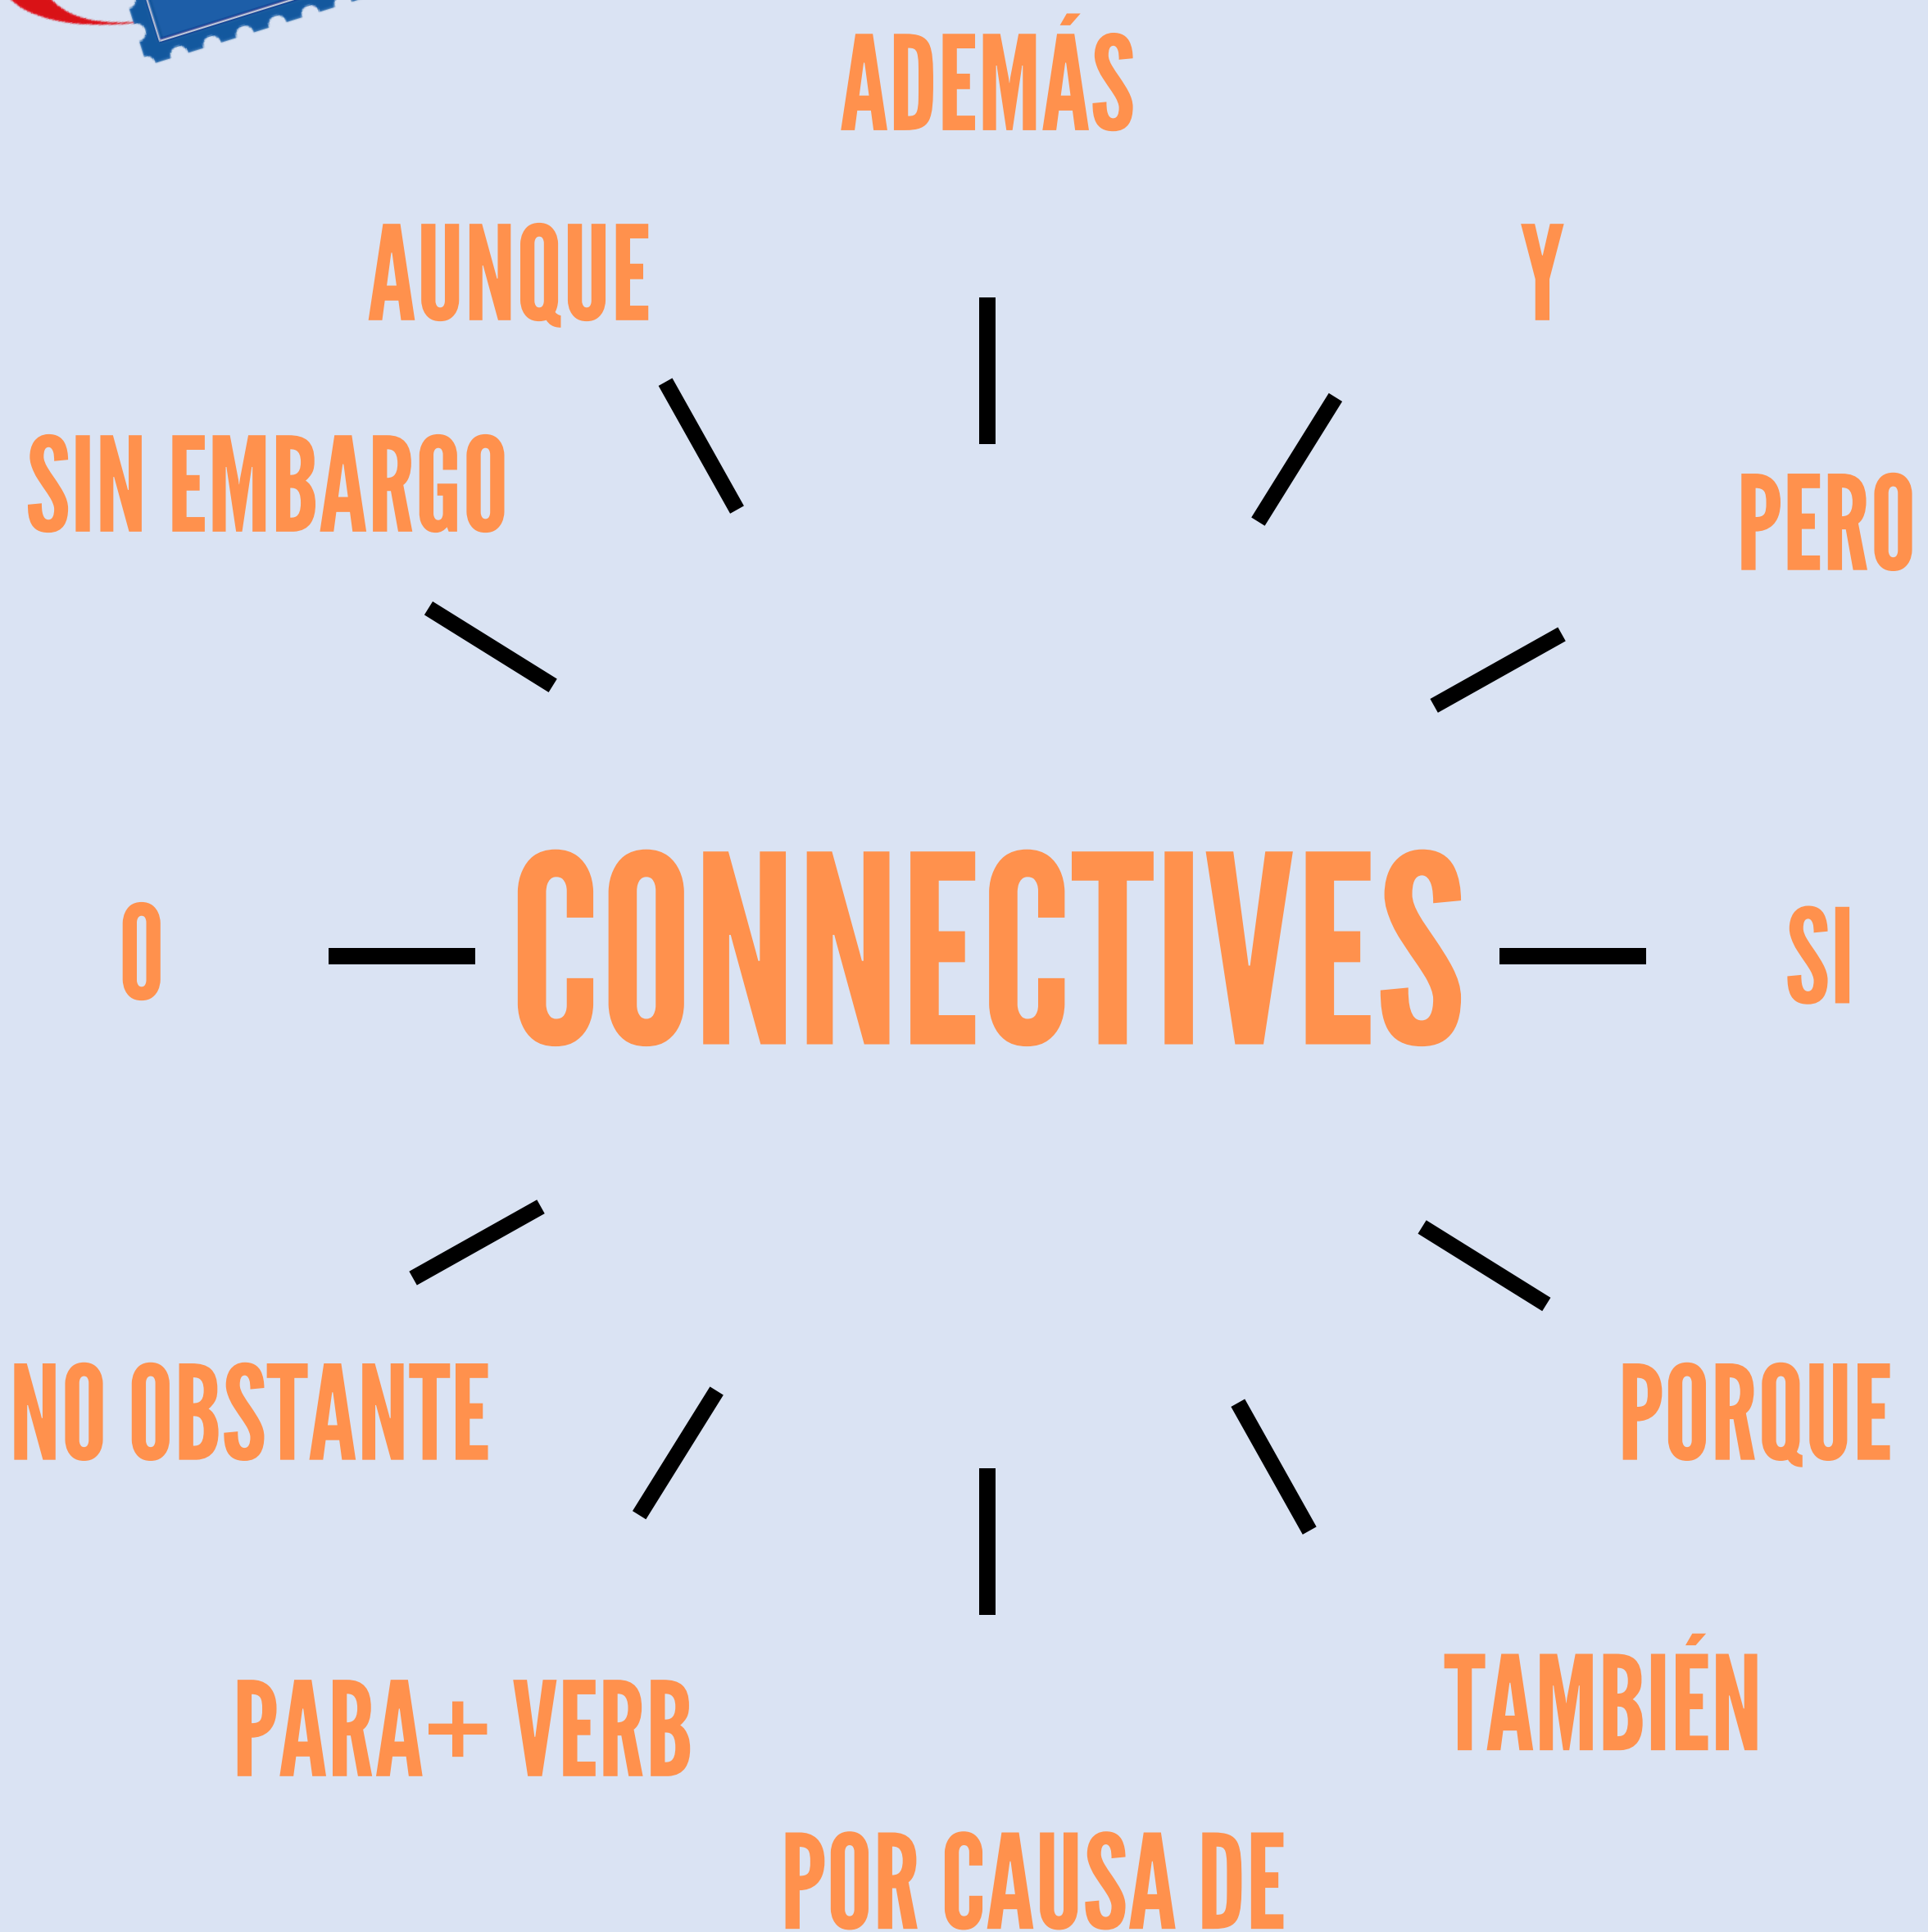 ADEMÁS
AUNQUE
Y
SIN EMBARGO
PERO
O
CONNECTIVES
SI
NO OBSTANTE
PORQUE
TAMBIÉN
PARA+ VERB
POR CAUSA DE